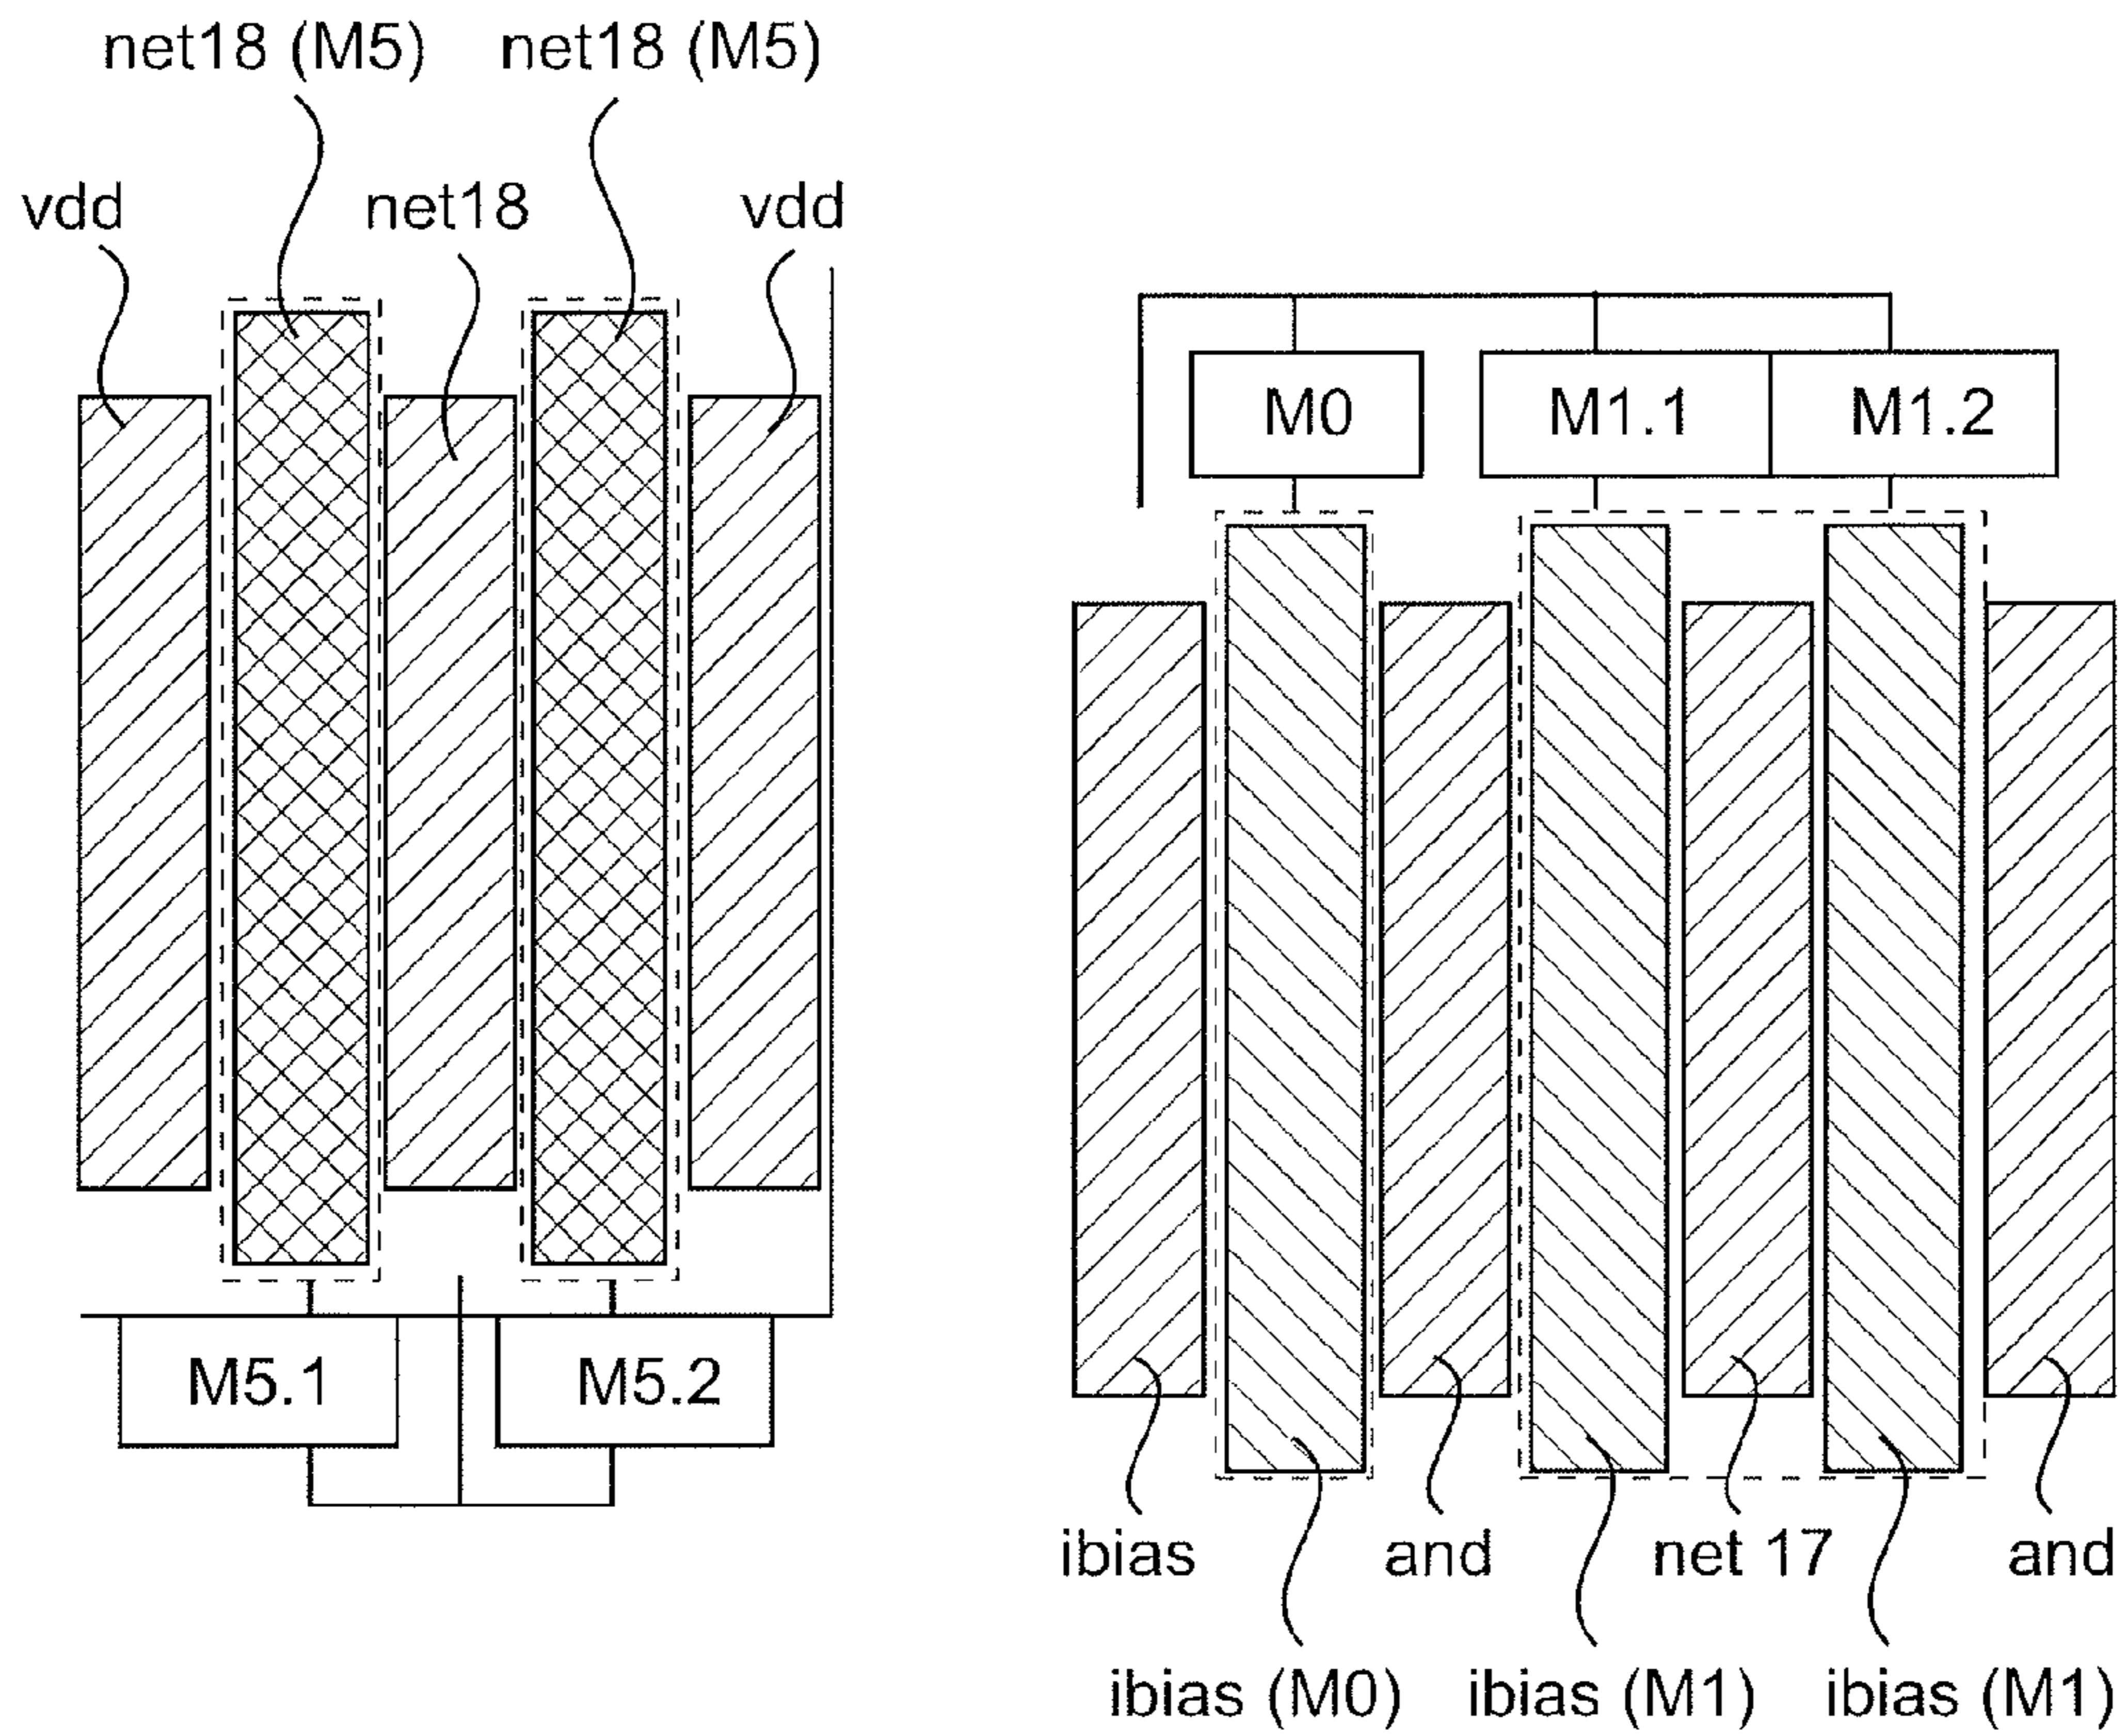 net18 (M5) net18 (M5)
vdd net18 vdd
M0 M1.1 M1.2
M5.1 M5.2
ibias and net 17 and
ibias (M0) ibias (M1) ibias (M1)